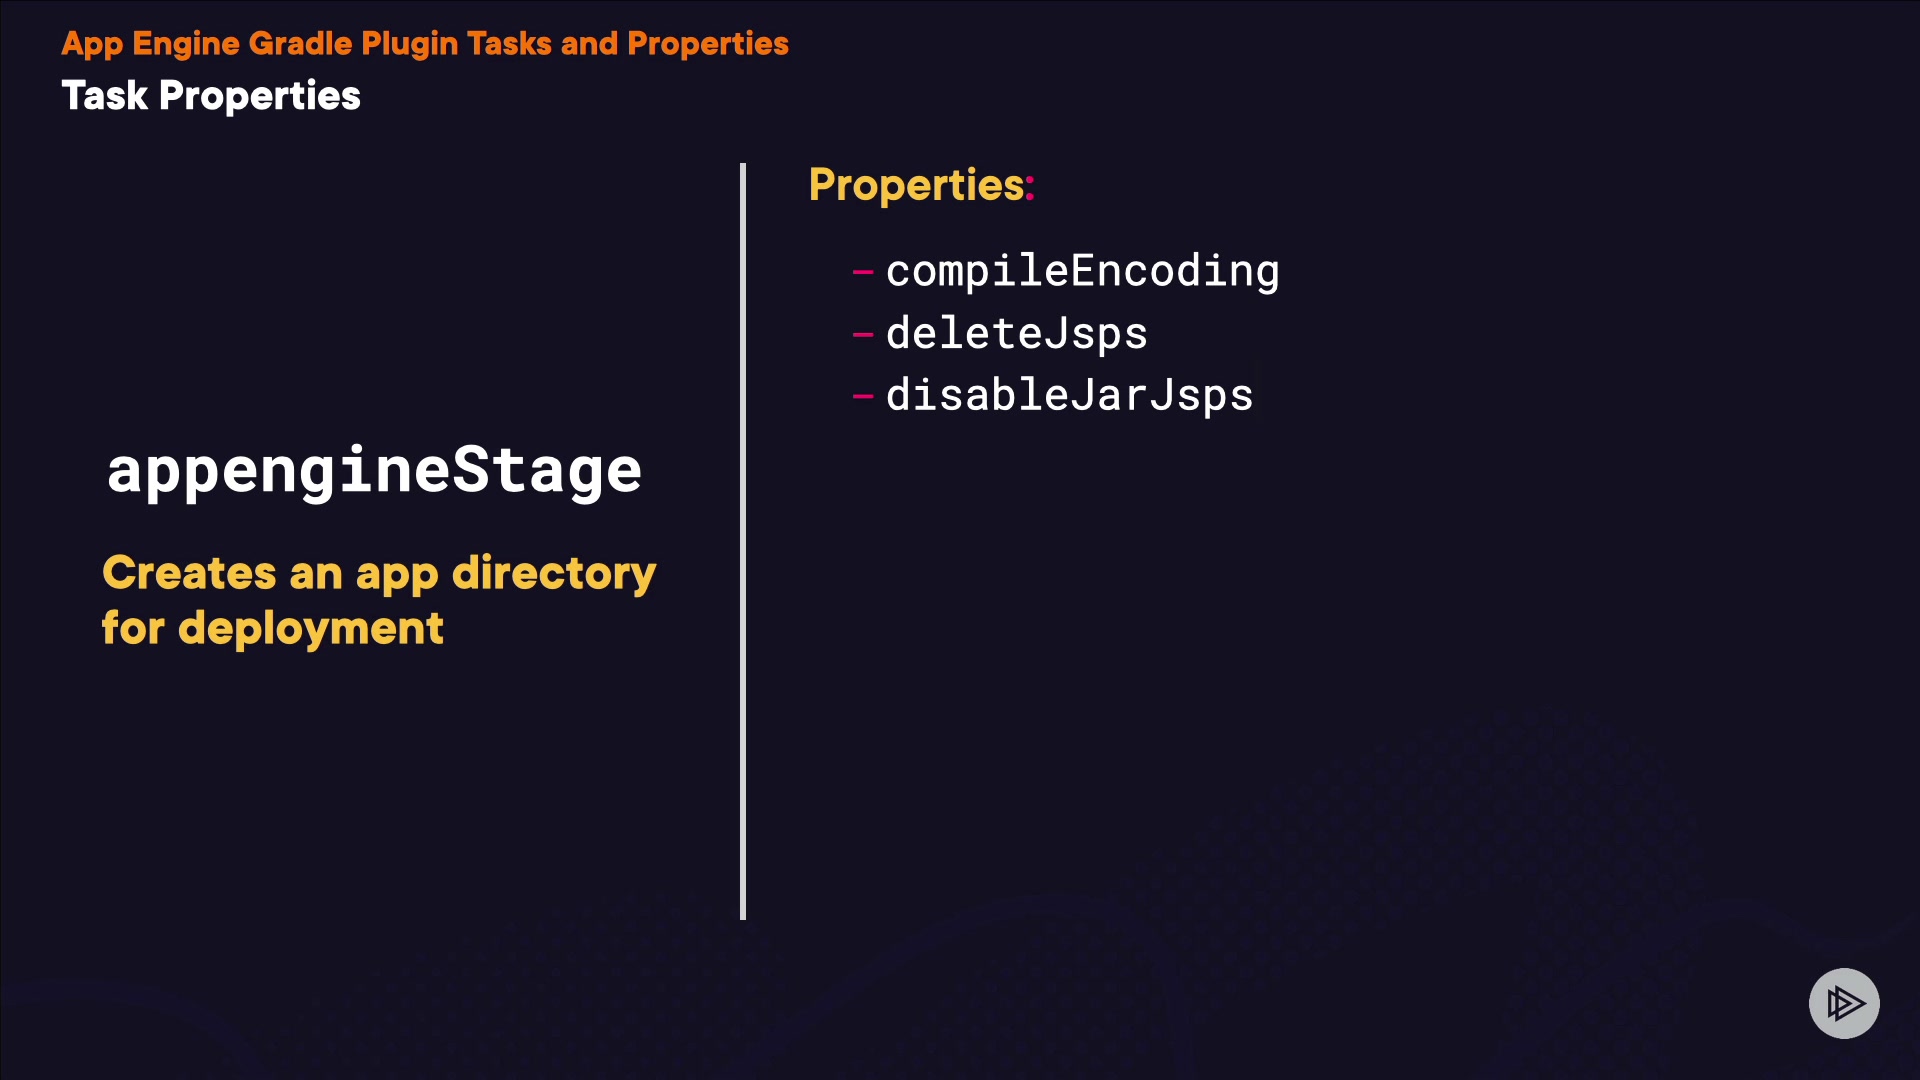 App Engine Gradle Plugin Tasks and Properties
Task Properties
appengineStage
Creates an app directory
for deployment
Properties:
– compileEncoding
– deleteJsps
– disableJarJsps